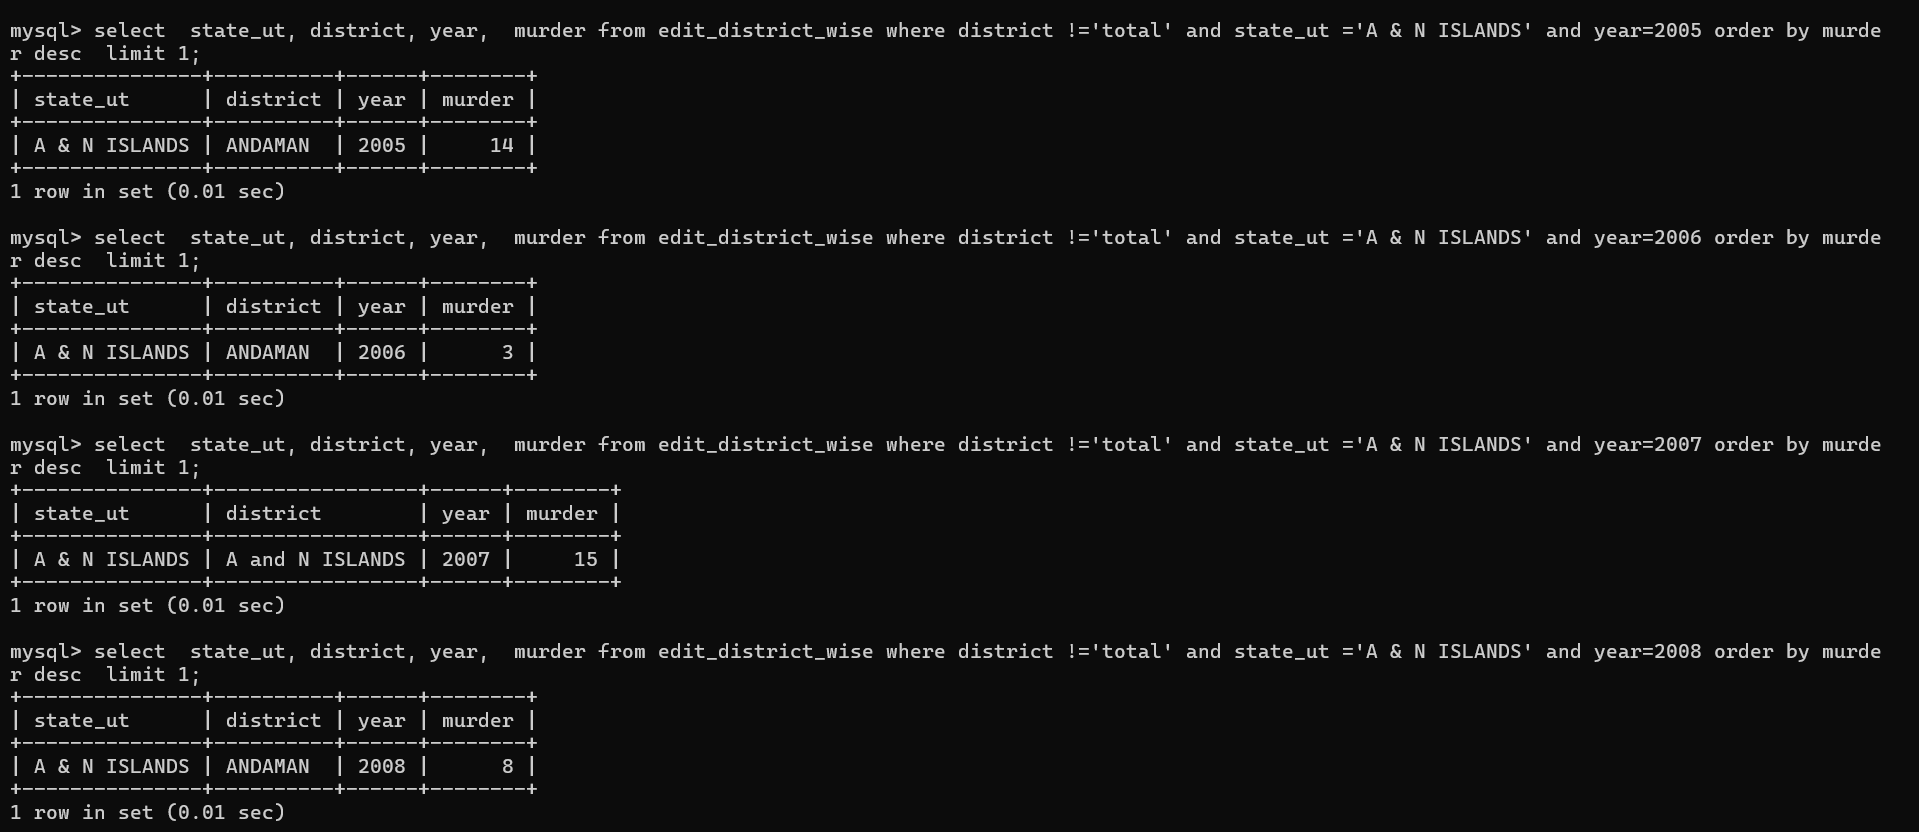 mysql> select  state_ut, district, year,  murder from edit_district_wise where district !='total' and state_ut ='A & N ISLANDS' and year=2005 order by murde
r desc  limit 1;
+---------------+----------+------+--------+
| state_ut      | district | year | murder |
+---------------+----------+------+--------+
| A & N ISLANDS | ANDAMAN  | 2005 |     14 |
+---------------+----------+------+--------+
1 row in set (0.01 sec)

mysql> select  state_ut, district, year,  murder from edit_district_wise where district !='total' and state_ut ='A & N ISLANDS' and year=2006 order by murde
r desc  limit 1;
+---------------+----------+------+--------+
| state_ut      | district | year | murder |
+---------------+----------+------+--------+
| A & N ISLANDS | ANDAMAN  | 2006 |      3 |
+---------------+----------+------+--------+
1 row in set (0.01 sec)

mysql> select  state_ut, district, year,  murder from edit_district_wise where district !='total' and state_ut ='A & N ISLANDS' and year=2007 order by murde
r desc  limit 1;
+---------------+-----------------+------+--------+
| state_ut      | district        | year | murder |
+---------------+-----------------+------+--------+
| A & N ISLANDS | A and N ISLANDS | 2007 |     15 |
+---------------+-----------------+------+--------+
1 row in set (0.01 sec)

mysql> select  state_ut, district, year,  murder from edit_district_wise where district !='total' and state_ut ='A & N ISLANDS' and year=2008 order by murde
r desc  limit 1;
+---------------+----------+------+--------+
| state_ut      | district | year | murder |
+---------------+----------+------+--------+
| A & N ISLANDS | ANDAMAN  | 2008 |      8 |
+---------------+----------+------+--------+
1 row in set (0.01 sec)